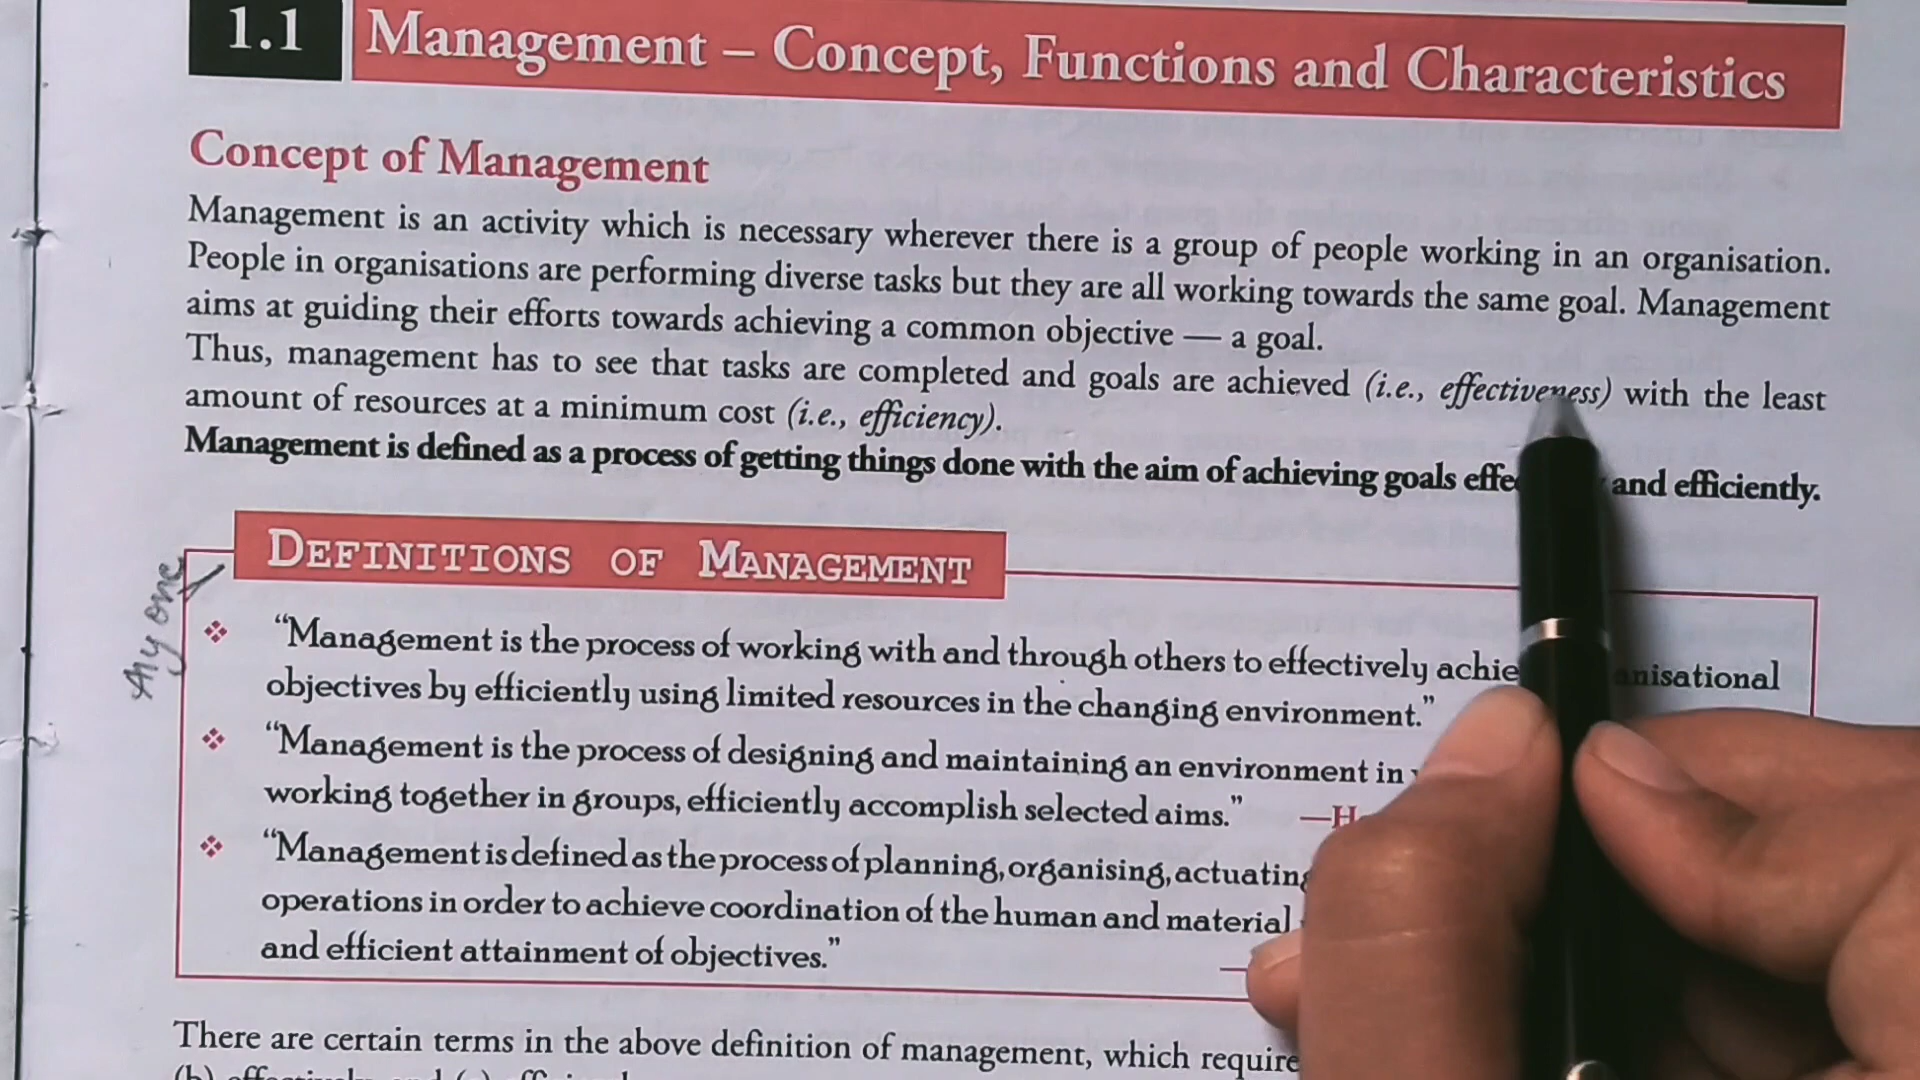 1.1 Management – Concept, Functions and Characteristics
Concept of Management
Management is an activity which is necessary wherever there is a group of people working in an organisation.
People in organisations are performing diverse tasks but they are all working towards the same goal. Management
aims at guiding their efforts towards achieving a common objective — a goal.
Thus, management has to see that tasks are completed and goals are achieved (i.e., effectiveness) with the least
amount of resources at a minimum cost (i.e., efficiency).
Management is defined as a process of getting things done with the aim of achieving goals and efficiently.
DEFINITIONS OF MANAGEMENT
Any one
❖ “Management is the process of working with and through others to effectively
objectives by efficiently using limited resources in the changing environment.”
❖ “Management is the process of designing and maintaining an environment in
working together in groups, efficiently accomplish selected aims.”
❖ “Management is defined as the process of planning, organising, actuating
operations in order to achieve coordination of the human and material
and efficient attainment of objectives.”
There are certain terms in the above definition of management, which require